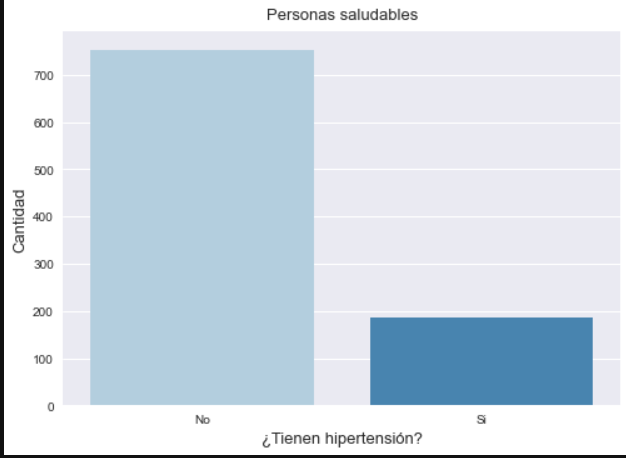 Personas saludables
Cantidad
700
600
500
400
300
200
100
0
No
Si
¿Tienen hipertensión?